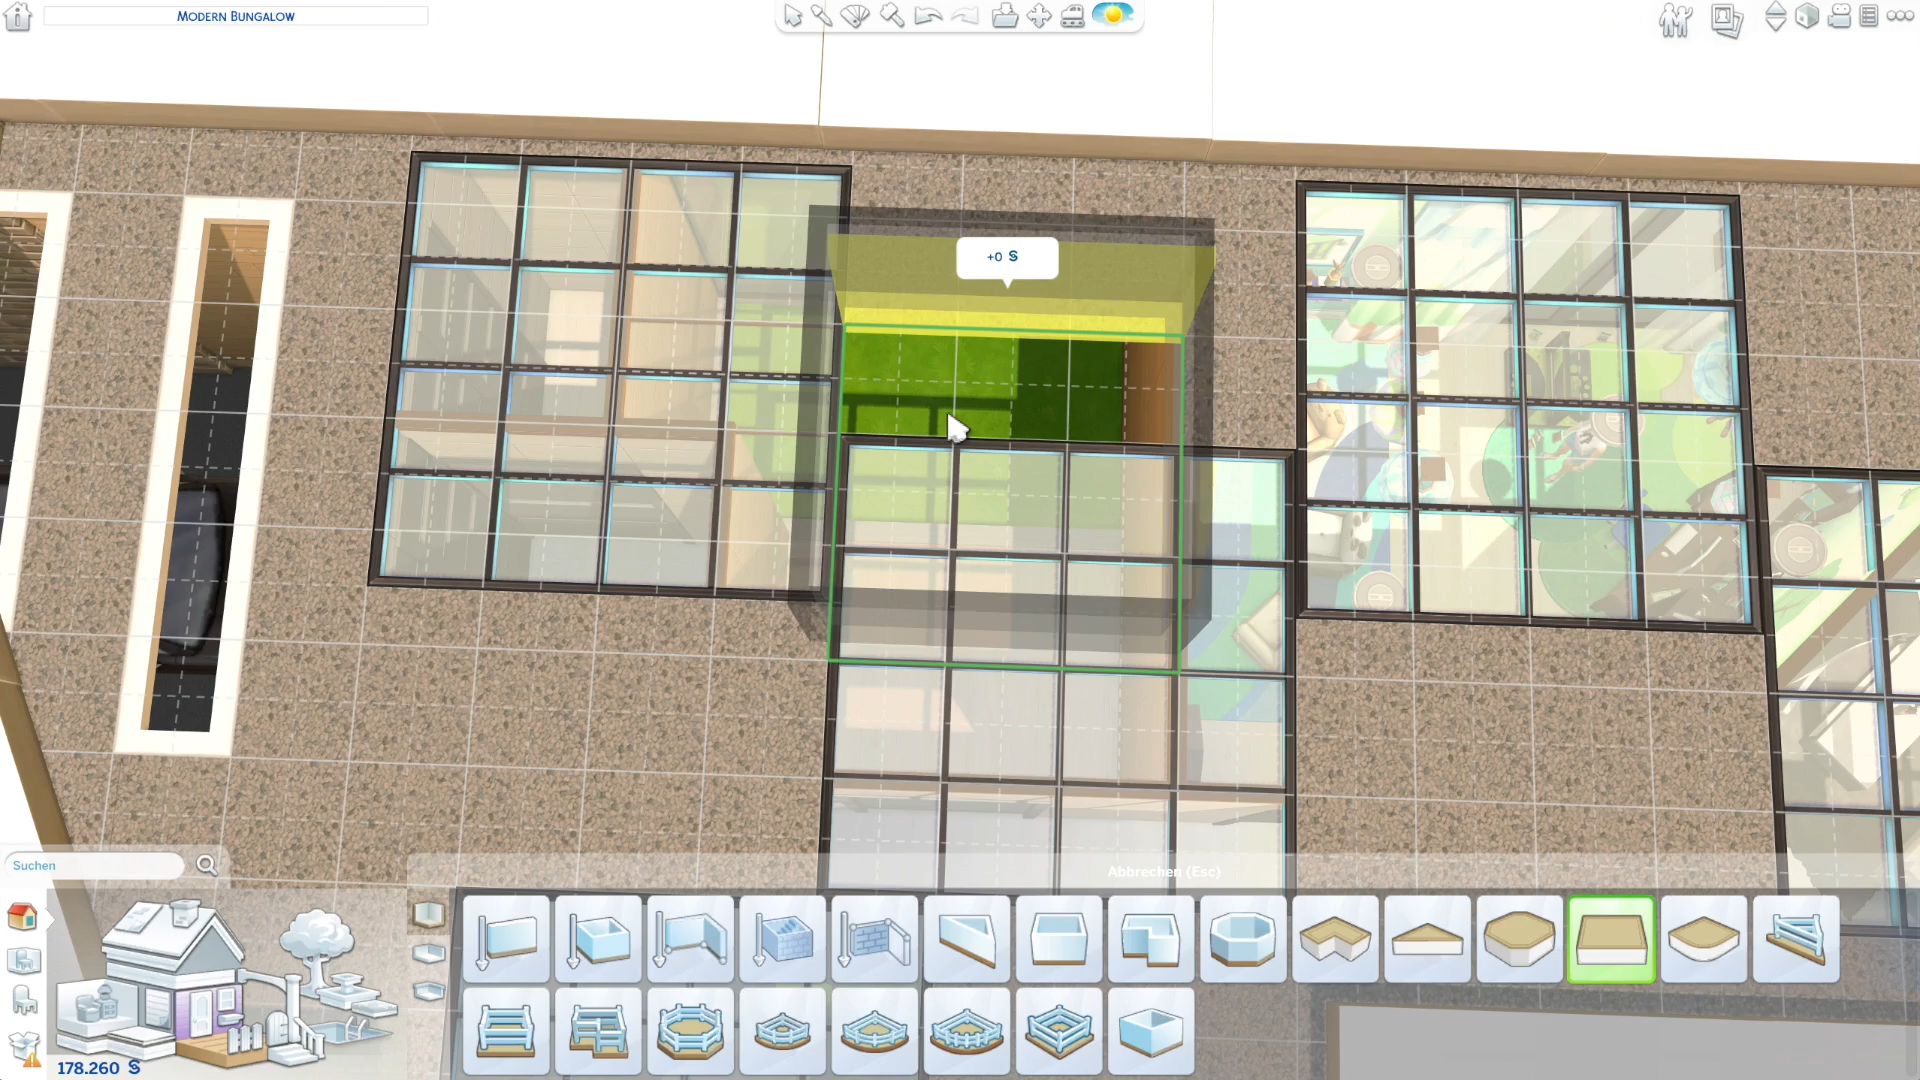 Modern Bungalow
+0 §
Suchen
Abbrechen (Esc)
178.260 §